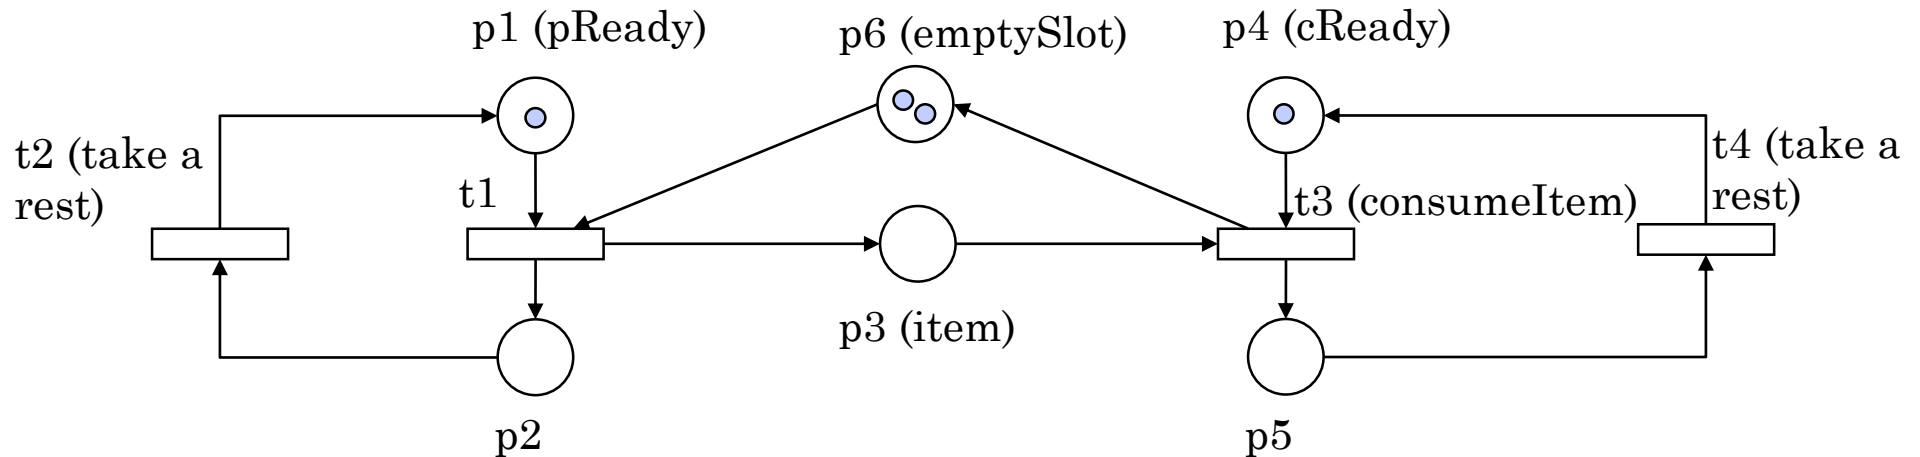 p1 (pReady)
p6 (emptySlot)
p4 (cReady)
t2 (take a
rest)
t1
t3 (consumeItem)
t4 (take a
rest)
p3 (item)
p2
p5